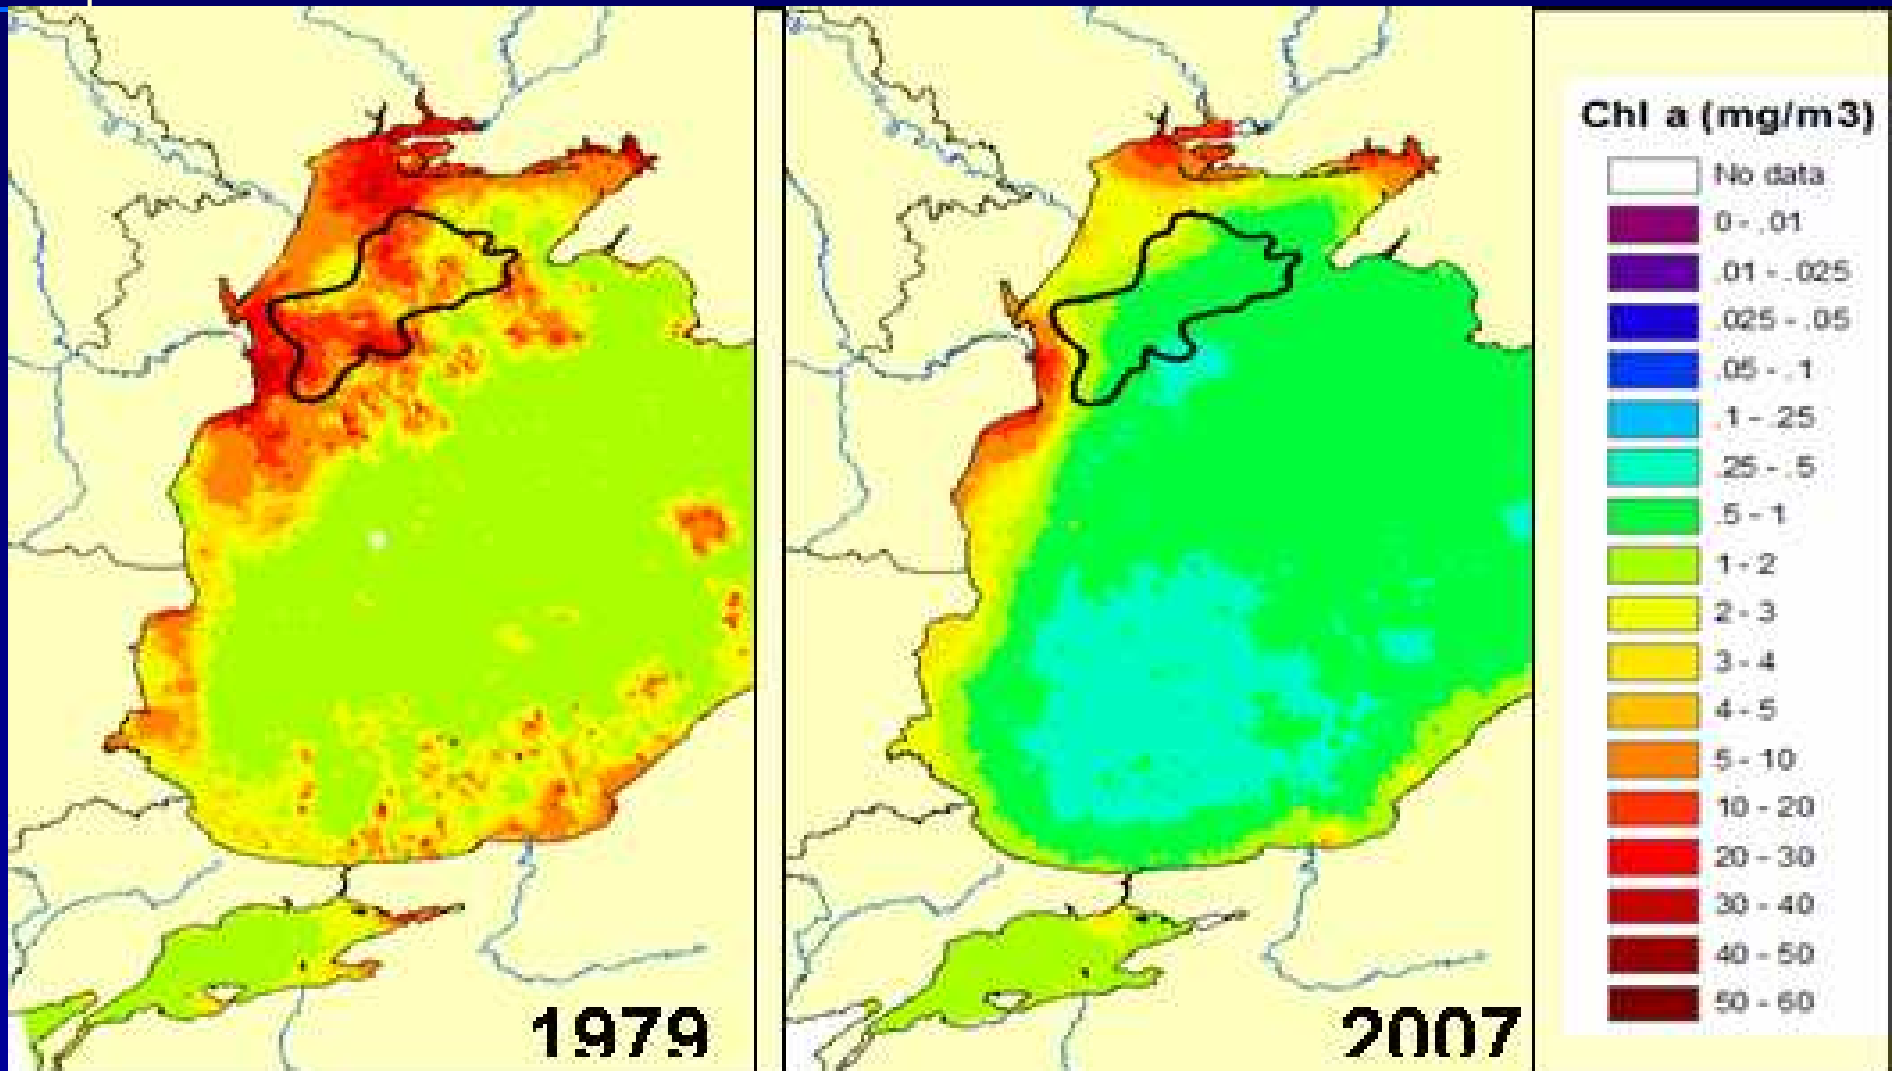 1979
2007
Chl a (mg/m3)
No data
0 - .01
.01 - .025
.025 - .05
.05 - .1
.1 - .25
.25 - .5
.5 - 1
1 - 2
2 - 3
3 - 4
4 - 5
5 - 10
10 - 20
20 - 30
30 - 40
40 - 50
50 - 60